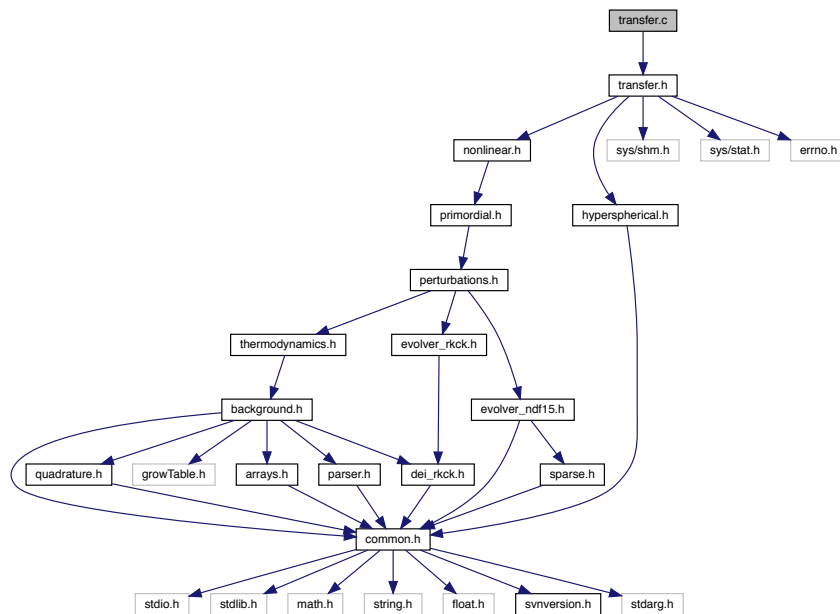 transfer.c
transfer.h
nonlinear.h
sys/shm.h
sys/stat.h
errno.h
primordial.h
hyperspherical.h
perturbations.h
thermodynamics.h
evolver_rkck.h
background.h
evolver_ndf15.h
quadrature.h
growTable.h
arrays.h
parser.h
dei_rkck.h
sparse.h
common.h
stdio.h
stdlib.h
math.h
string.h
float.h
svnversion.h
stdarg.h